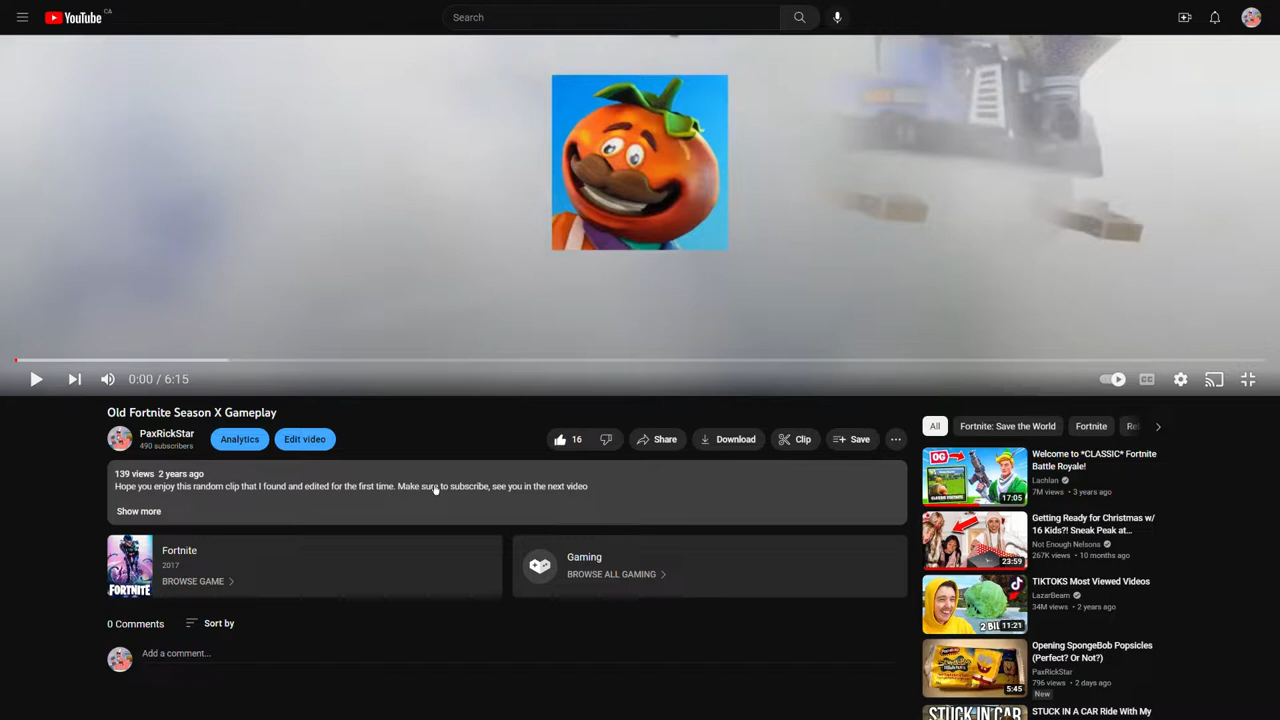 YouTube CA
Search
0:00 / 6:15
Old Fortnite Season X Gameplay
PaxRickStar
490 subscribers
Analytics
Edit video
16
Share
Download
Clip
Save
139 views 2 years ago
Hope you enjoy this random clip that I found and edited for the first time. Make sure to subscribe, see you in the next video
Show more
FORTNITE
Fortnite
2017
BROWSE GAME
Gaming
BROWSE ALL GAMING
0 Comments
Sort by
Add a comment...
All
Fortnite: Save the World
Fortnite
OG
17:05
Welcome to *CLASSIC* Fortnite
Battle Royale!
Lachlan
7M views • 3 years ago
23:59
Getting Ready for Christmas w/
16 Kids?! Sneak Peak at...
Not Enough Nelsons
267K views • 10 months ago
2 BIL
11:21
TIKTOKS Most Viewed Videos
LazarBeam
34M views • 2 years ago
5:45
Opening SpongeBob Popsicles
(Perfect? Or Not?)
PaxRickStar
796 views • 2 days ago
New
STUCK IN CAR
STUCK IN A CAR Ride With My